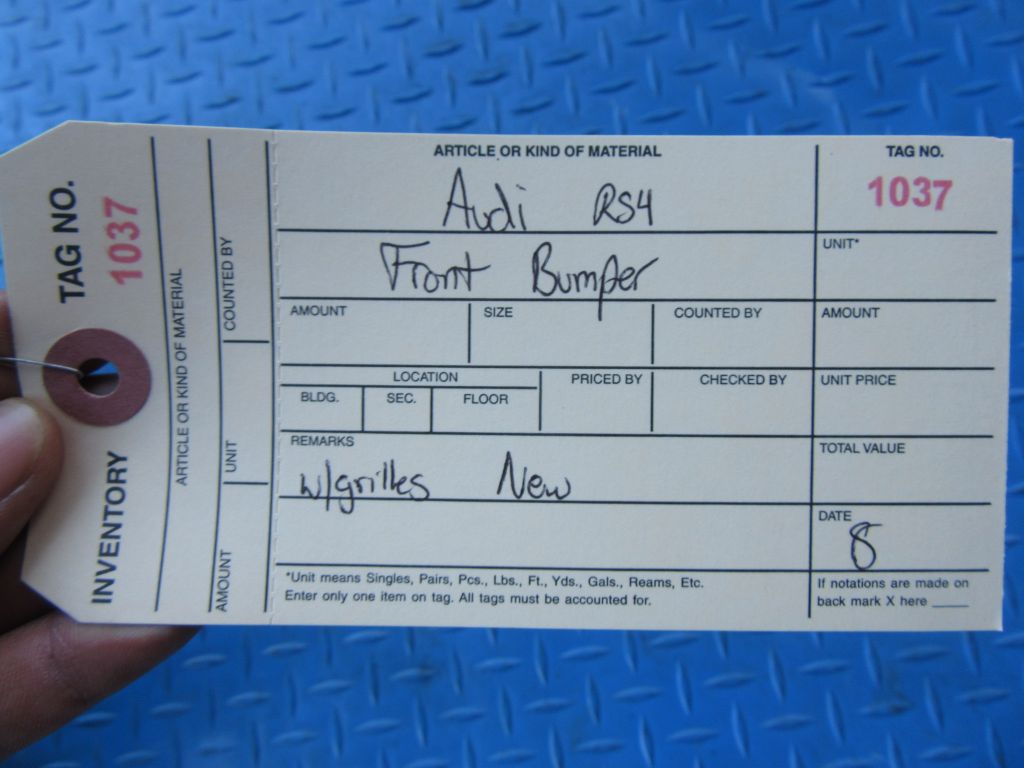 TAG NO.
1037
INVENTORY
ARTICLE OR KIND OF MATERIAL
COUNTED BY
UNIT
AMOUNT
ARTICLE OR KIND OF MATERIAL
Audi RS4
Front Bumper
TAG NO.
1037
UNIT*
AMOUNT SIZE COUNTED BY AMOUNT
LOCATION PRICED BY CHECKED BY UNIT PRICE
BLDG. SEC. FLOOR
REMARKS
w/grilles New
TOTAL VALUE
DATE
8
*Unit means Singles, Pairs, Pcs., Lbs., Ft., Yds., Gals., Reams, Etc.
Enter only one item on tag. All tags must be accounted for.
If notations are made on
back mark X here ____